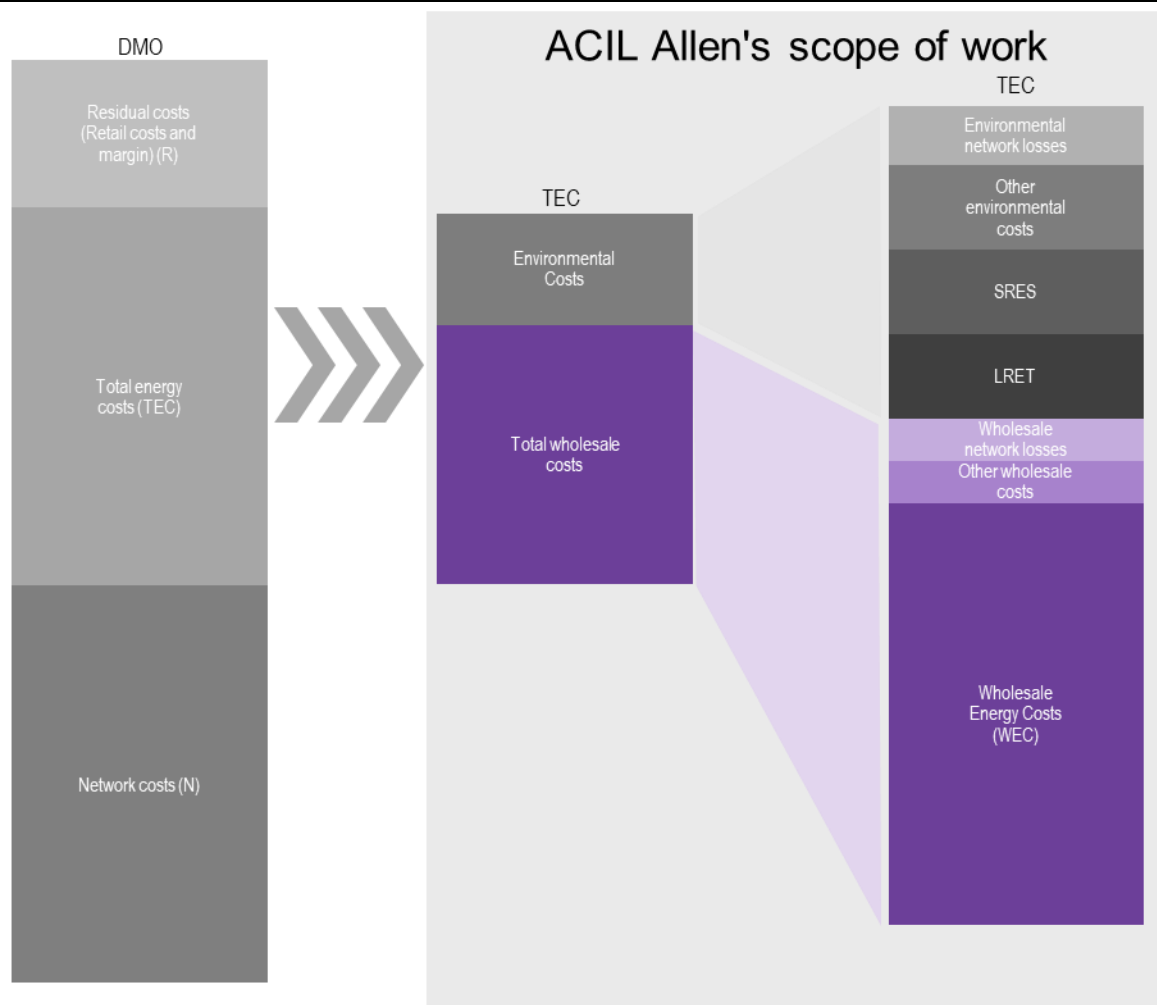 DMO
Residual costs
(Retail costs and
margin) (R)
Total energy
costs (TEC)
Network costs (N)
ACIL Allen's scope of work
TEC
Environmental
Costs
Total wholesale
costs
TEC
Environmental
network losses
Other
environmental
costs
SRES
LRET
Wholesale
network losses
Other wholesale
costs
Wholesale
Energy Costs
(WEC)